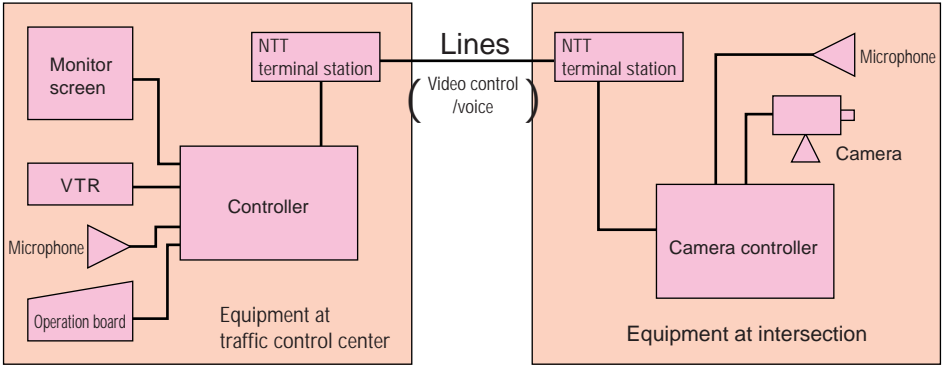 Monitor
screen
NTT
terminal station
VTR
Microphone
Controller
Operation board
Equipment at
traffic control center
Lines
(Video control
/voice)
NTT
terminal station
Microphone
Camera
Camera controller
Equipment at intersection